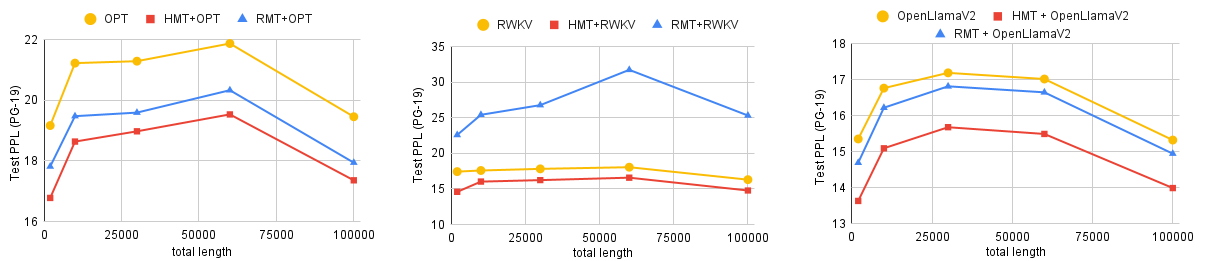 OPT HMT+OPT RMT+OPT
Test PPL (PG-19)
22
20
18
16
0 25000 50000 75000 100000
total length
RWKV HMT+RWKV RMT+RWKV
Test PPL (PG-19)
35
30
25
20
15
10
0 25000 50000 75000 100000
total length
OpenLlamaV2 HMT + OpenLlamaV2
RMT + OpenLlamaV2
Test PPL (PG-19)
18
17
16
15
14
13
0 25000 50000 75000 100000
total length